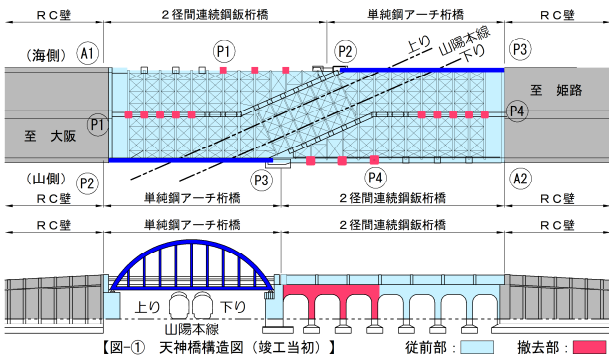 RC壁 2径間連続鋼鈑桁橋 単純鋼アーチ桁橋 RC壁
(海側) A1 P1 P2 上り 山陽本線 下り P3
至 大阪 P1 P4 至 姫路
(山側) P2 P3 P4 A2
RC壁 単純鋼アーチ桁橋 2径間連続鋼鈑桁橋 RC壁
上り 下り
山陽本線
【図-① 天神橋構造図(竣工当初)】 従前部: 撤去部: